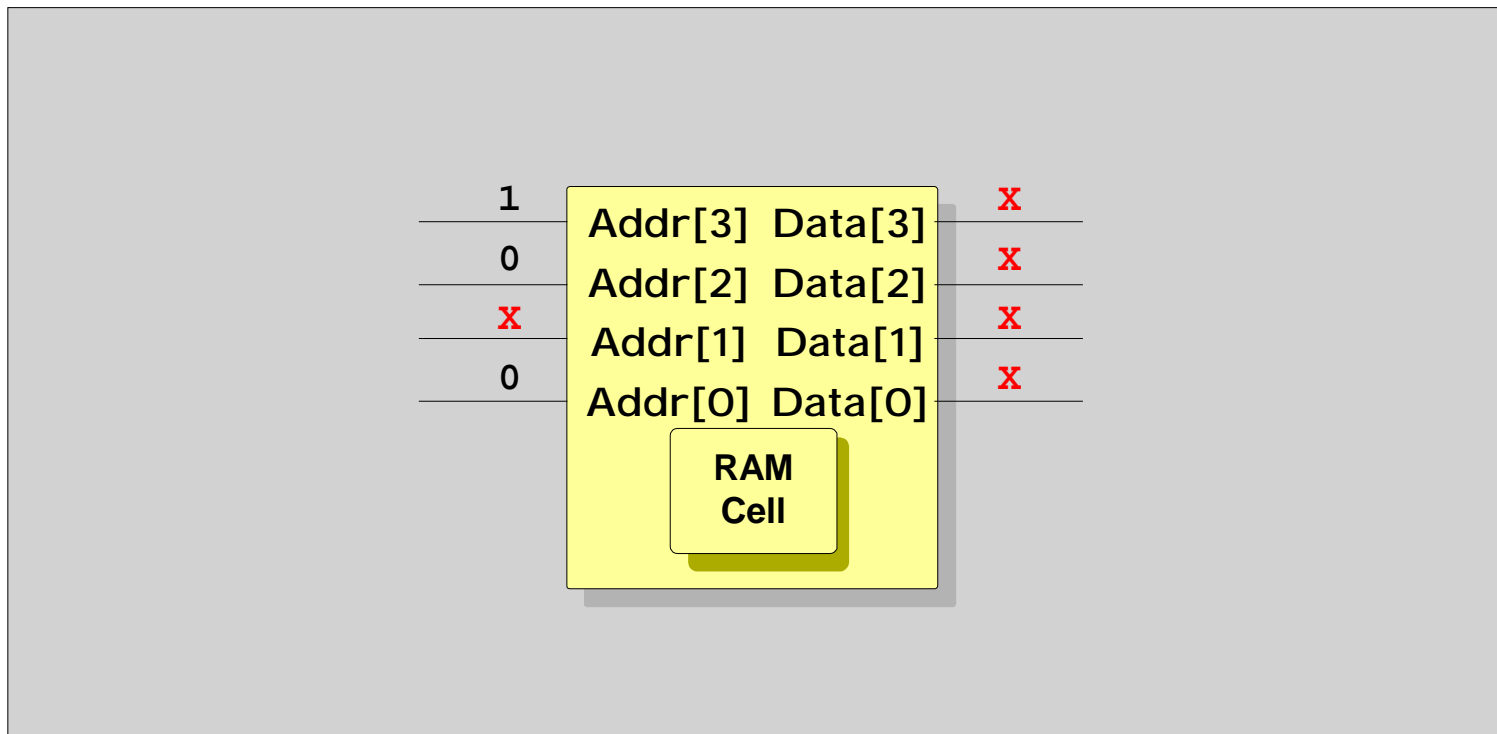 1 Addr[3] Data[3] X
0 Addr[2] Data[2] X
X Addr[1] Data[1] X
0 Addr[0] Data[0] X
RAM
Cell